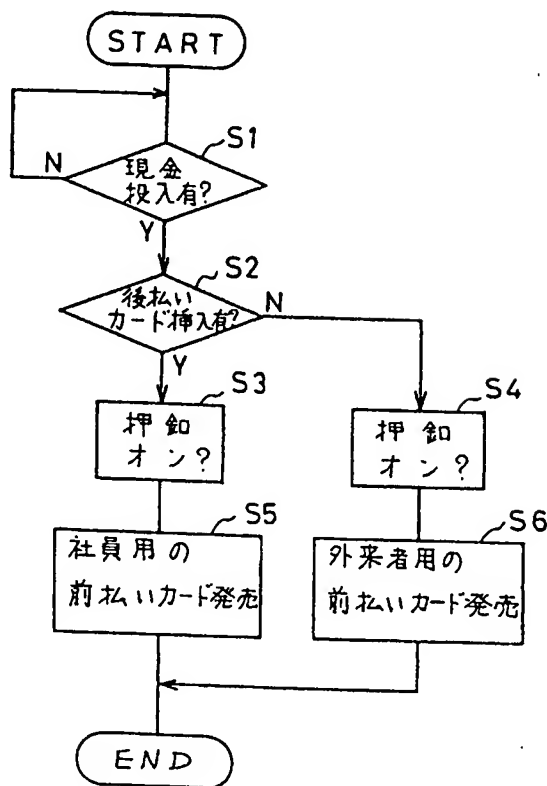 START
S1
N
現金
投入有?
Y
S2
後払い
カード挿入有?
N
Y
S3
押釦
オン?
S4
押釦
オン?
S5
社員用の
前払いカード発売
S6
外来者用の
前払いカード発売
END